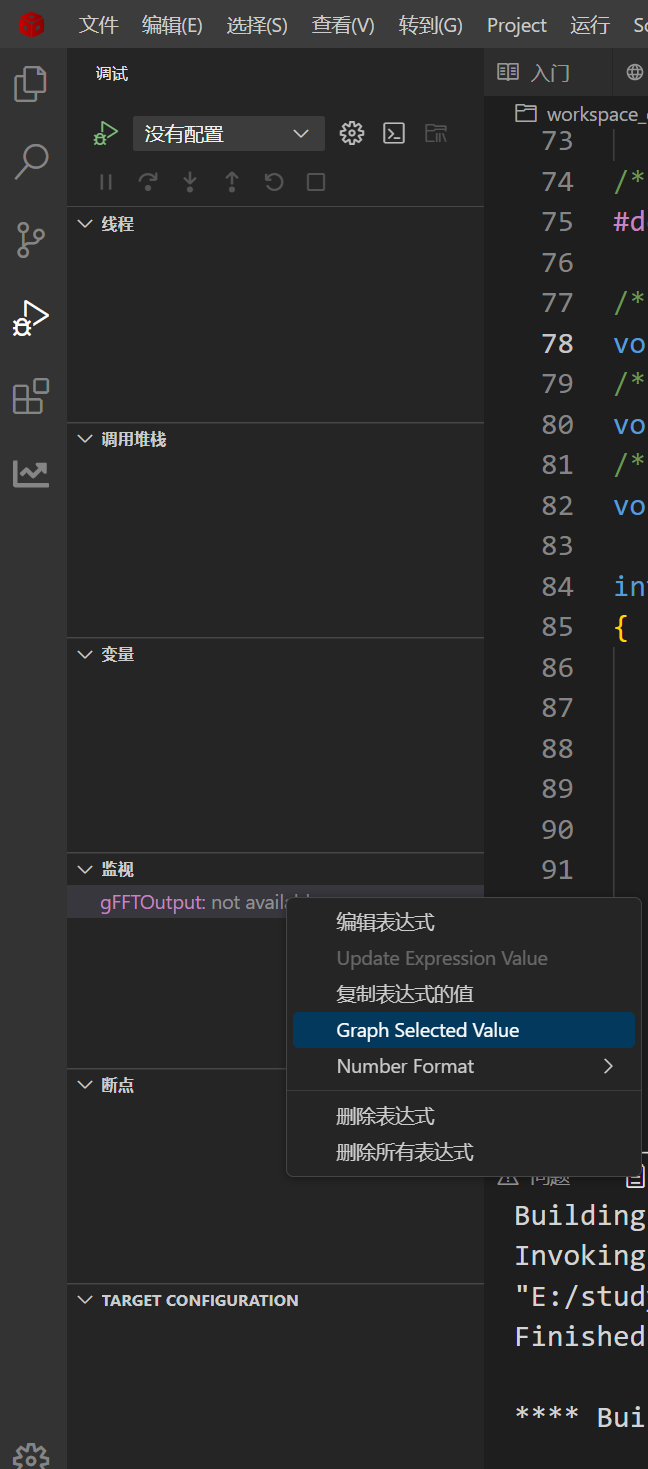 文件 编辑(E) 选择(S) 查看(V) 转到(G) Project 运行
调试
入门
没有配置
workspace_
线程
调用堆栈
变量
监视
gFFTOutput: not availa
断点
TARGET CONFIGURATION
73
74 /*
75 #d
76
77 /*
78 vo
79 /*
80 vo
81 /*
82 vo
83
84 in
85 {
86
87
88
89
90
91
编辑表达式
Update Expression Value
复制表达式的值
Graph Selected Value
Number Format
删除表达式
删除所有表达式
问题
Building
Invoking
"E:/study
Finished
**** Bui